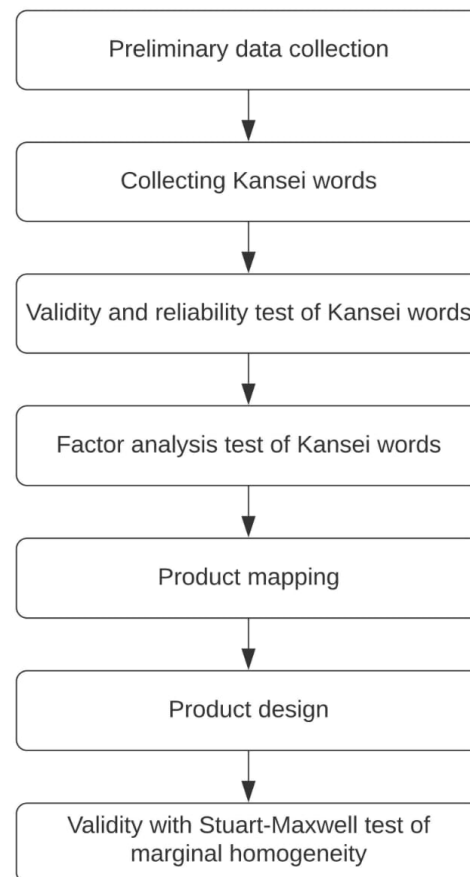 Preliminary data collection
Collecting Kansei words
Validity and reliability test of Kansei words
Factor analysis test of Kansei words
Product mapping
Product design
Validity with Stuart-Maxwell test of
marginal homogeneity